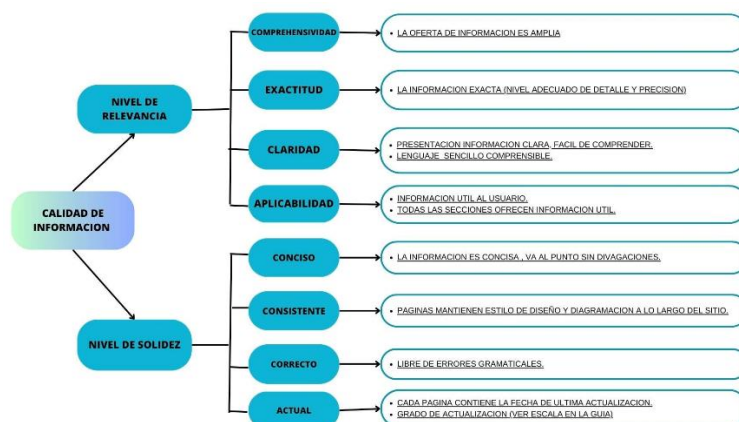 COMPREHENSIVIDAD
LA OFERTA DE INFORMACION ES AMPLIA
NIVEL DE
RELEVANCIA
EXACTITUD
LA INFORMACION EXACTA (NIVEL ADECUADO DE DETALLE Y PRECISION)
CLARIDAD
PRESENTACION INFORMACION CLARA, FACIL DE COMPRENDER.
LENGUAJE SENCILLO COMPRENSIBLE.
APLICABILIDAD
INFORMACION UTIL AL USUARIO.
TODAS LAS SECCIONES OFRECEN INFORMACION UTIL.
CALIDAD DE
INFORMACION
CONCISO
LA INFORMACION ES CONCISA , VA AL PUNTO SIN DIVAGACIONES.
CONSISTENTE
PAGINAS MANTIENEN ESTILO DE DISEÑO Y DIAGRAMACION A LO LARGO DEL SITIO.
NIVEL DE SOLIDEZ
CORRECTO
LIBRE DE ERRORES GRAMATICALES.
ACTUAL
CADA PAGINA CONTIENE LA FECHA DE ULTIMA ACTUALIZACION.
GRADO DE ACTUALIZACION (VER ESCALA EN LA GUIA)